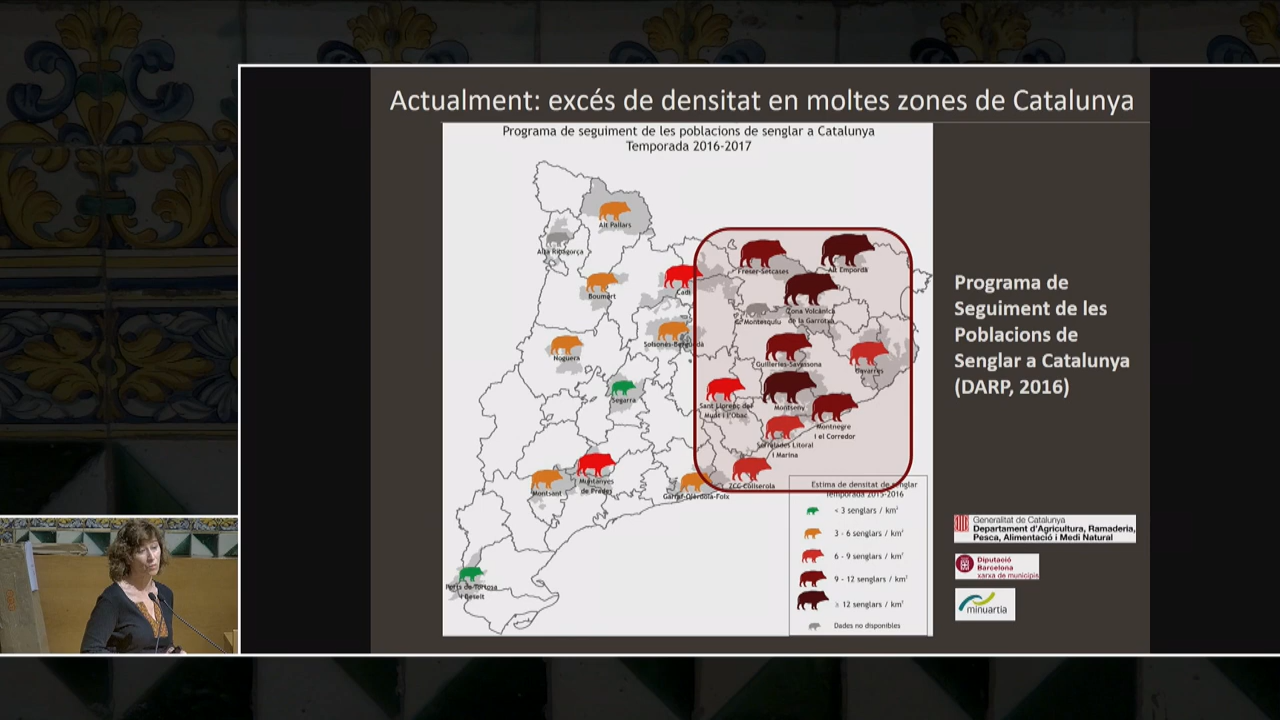 Actualment: excés de densitat en moltes zones de Catalunya
Programa de seguiment de les poblacions de senglar a Catalunya
Temporada 2016-2017
Alt Pallars
Alta Ribagorça
Boumort
Cadí
Freser-Setcases
Alt Empordà
Zona Volcànica
de la Garrotxa
Montesquiu
Solsonès-Berguedà
Noguera
Guilleries-Savassona
Gavarres
Segarra
Sant Llorenç del
Munt i l'Obac
Montseny
Montnegre
i el Corredor
Serralades Litoral
i Marina
Muntanyes
de Prades
Montsant
Garraf-Olèrdola-Foix
ZCC Collserola
Ports de Tortosa
i Beseit
Estima de densitat de senglar
Temporada 2015-2016
< 3 senglars / km²
3 - 6 senglars / km²
6 - 9 senglars / km²
9 - 12 senglars / km²
≥ 12 senglars / km²
Dades no disponibles
Programa de
Seguiment de les
Poblacions de
Senglar a Catalunya
(DARP, 2016)
Generalitat de Catalunya
Departament d'Agricultura, Ramaderia,
Pesca, Alimentació i Medi Natural
Diputació
Barcelona
xarxa de municipis
minuartia